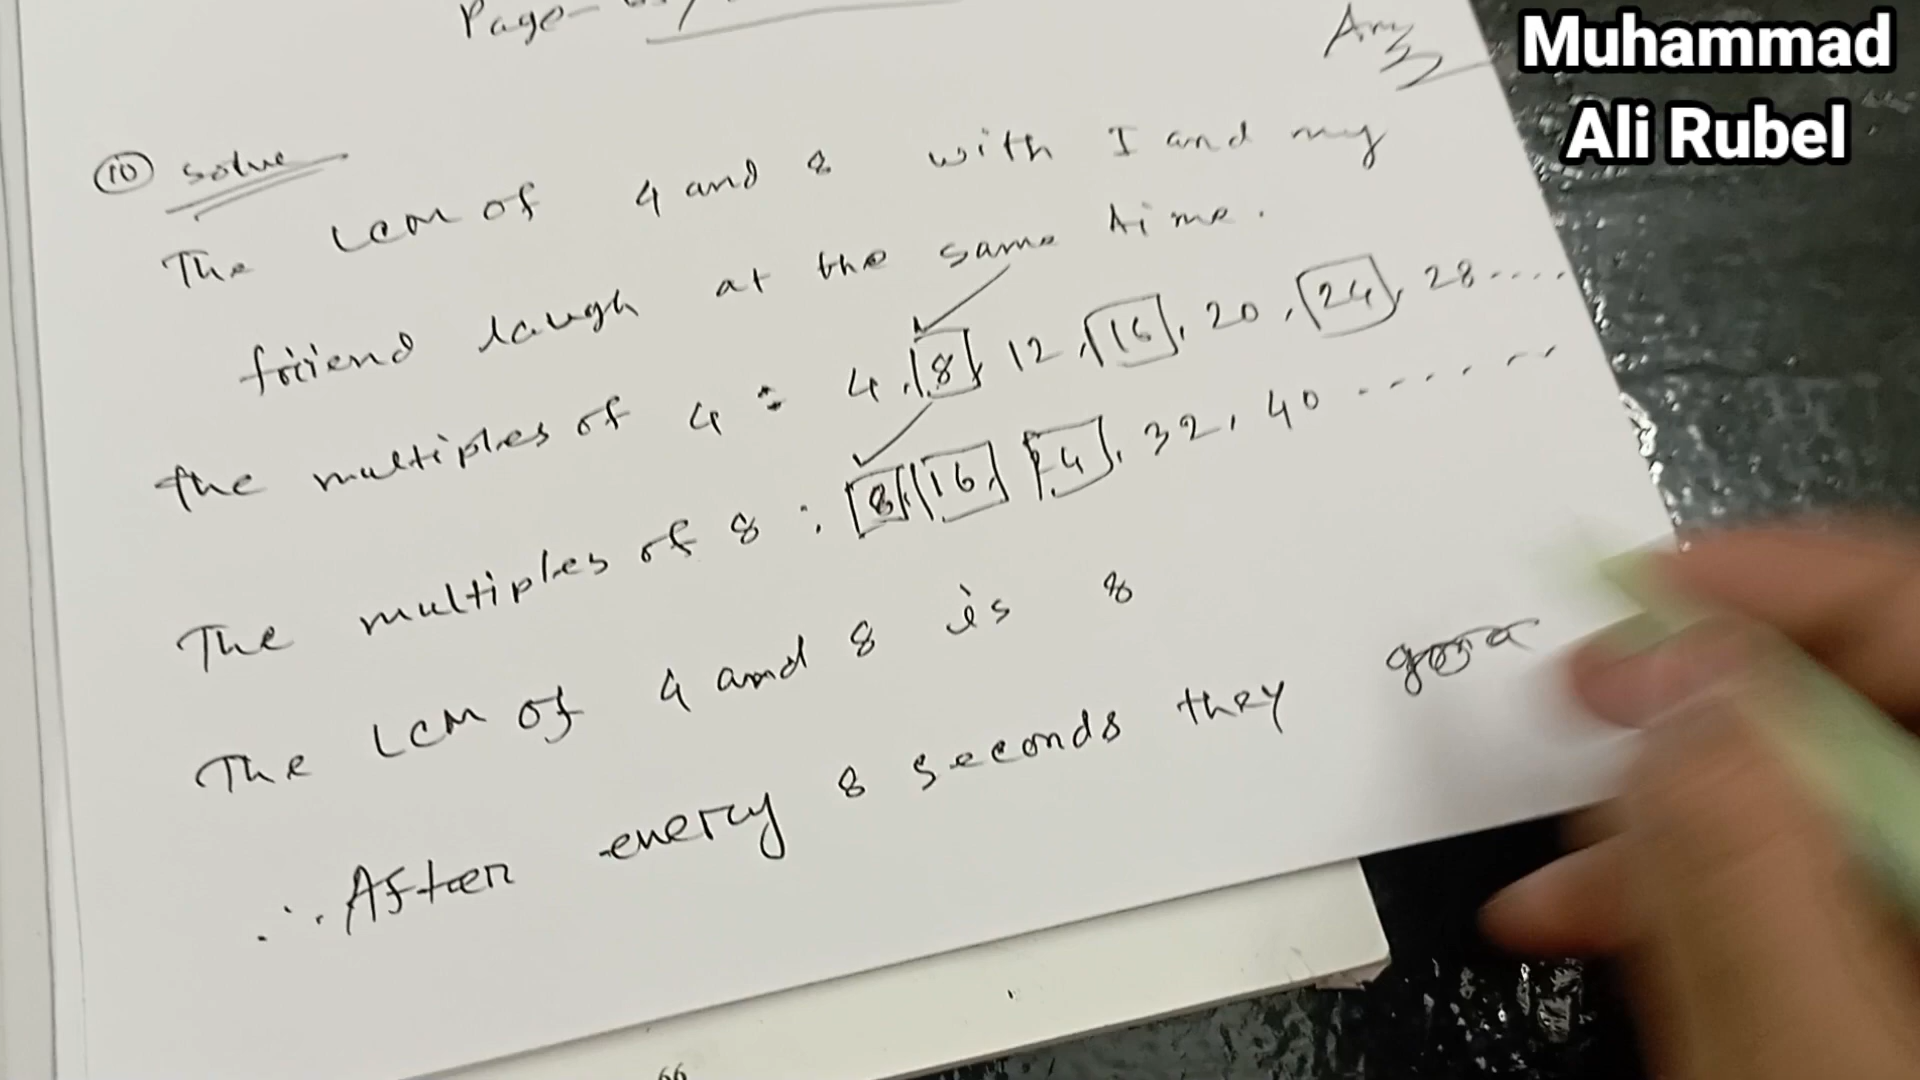 Page-
Ans
Muhammad
Ali Rubel
10 solve
The LCM of 4 and 8 with I and my
friend laugh at the same time.
the multiples of 4 : 4, 8, 12, 16, 20, 24, 28....
The multiples of 8 : 8, 16, 24, 32, 40 ......
The LCM of 4 and 8 is 8
∴ After every 8 seconds they
66